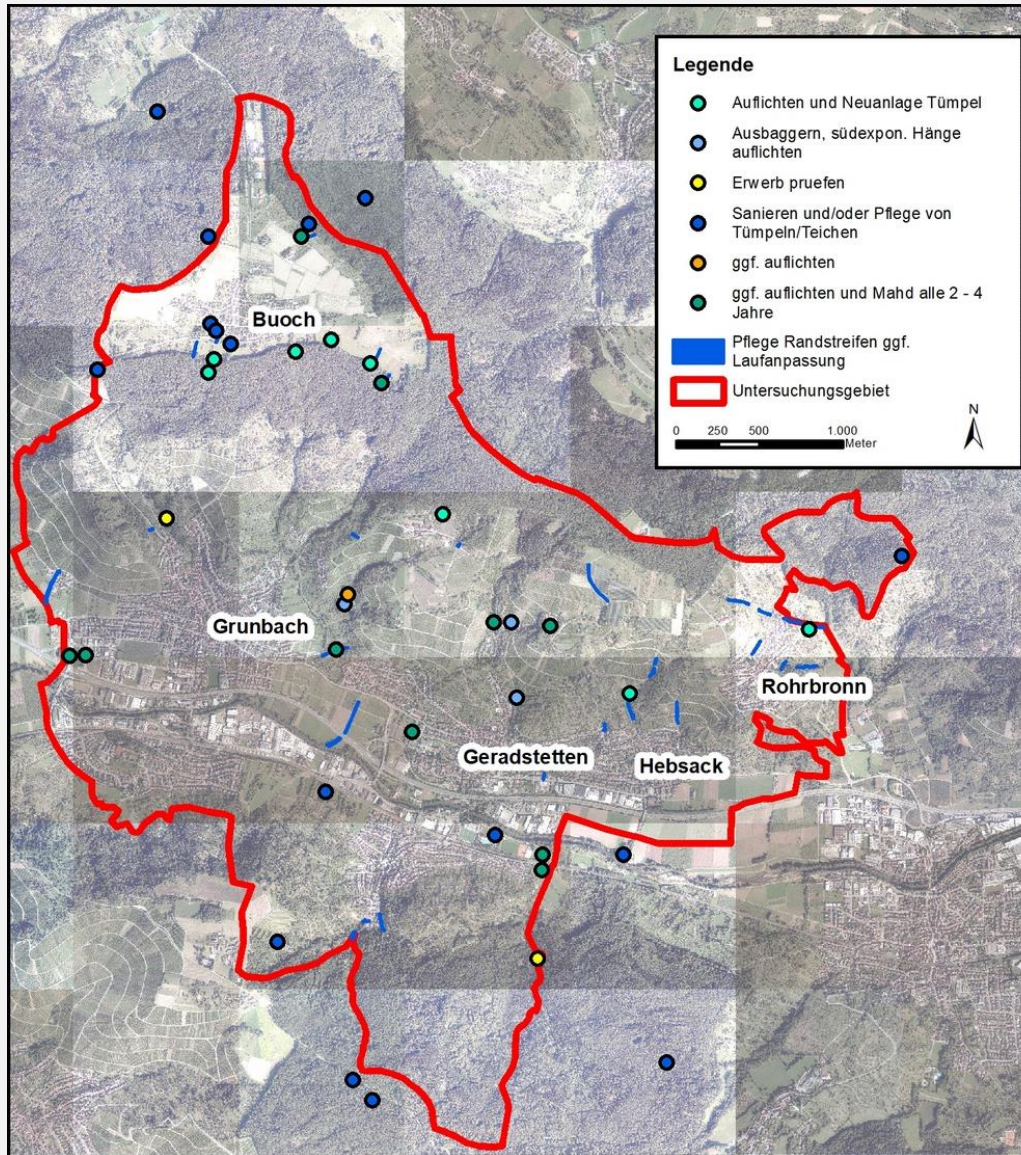 Legende
Auflichten und Neuanlage Tümpel
Ausbaggern, südexpon. Hänge
auflichten
Erwerb pruefen
Sanieren und/oder Pflege von
Tümpeln/Teichen
ggf. auflichten
ggf. auflichten und Mahd alle 2 - 4
Jahre
Pflege Randstreifen ggf.
Laufanpassung
Untersuchungsgebiet
N
0 250 500 1.000
Meter
Buoch
Grunbach
Rohrbronn
Geradstetten
Hebsack